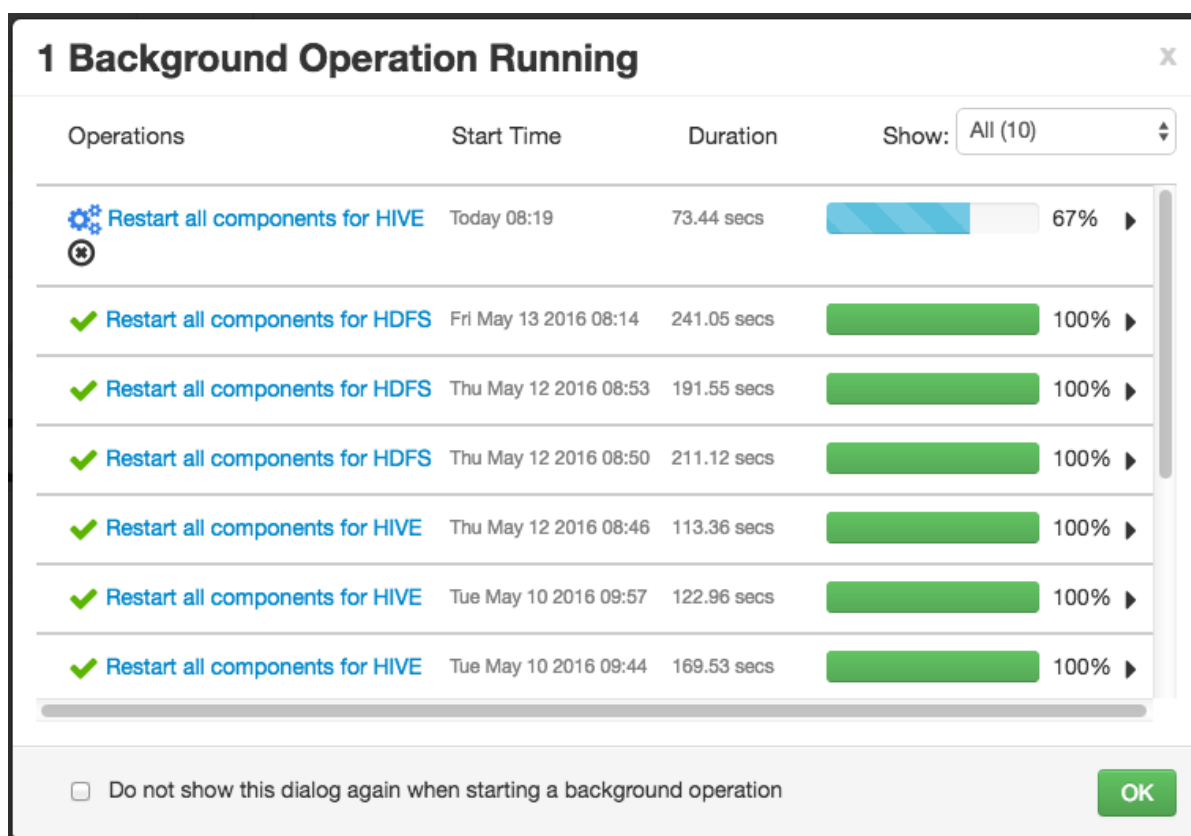 1 Background Operation Running
x
Operations Start Time Duration Show: All (10)
Restart all components for HIVE Today 08:19 73.44 secs 67%
Restart all components for HDFS Fri May 13 2016 08:14 241.05 secs 100%
Restart all components for HDFS Thu May 12 2016 08:53 191.55 secs 100%
Restart all components for HDFS Thu May 12 2016 08:50 211.12 secs 100%
Restart all components for HIVE Thu May 12 2016 08:46 113.36 secs 100%
Restart all components for HIVE Tue May 10 2016 09:57 122.96 secs 100%
Restart all components for HIVE Tue May 10 2016 09:44 169.53 secs 100%
Do not show this dialog again when starting a background operation
OK